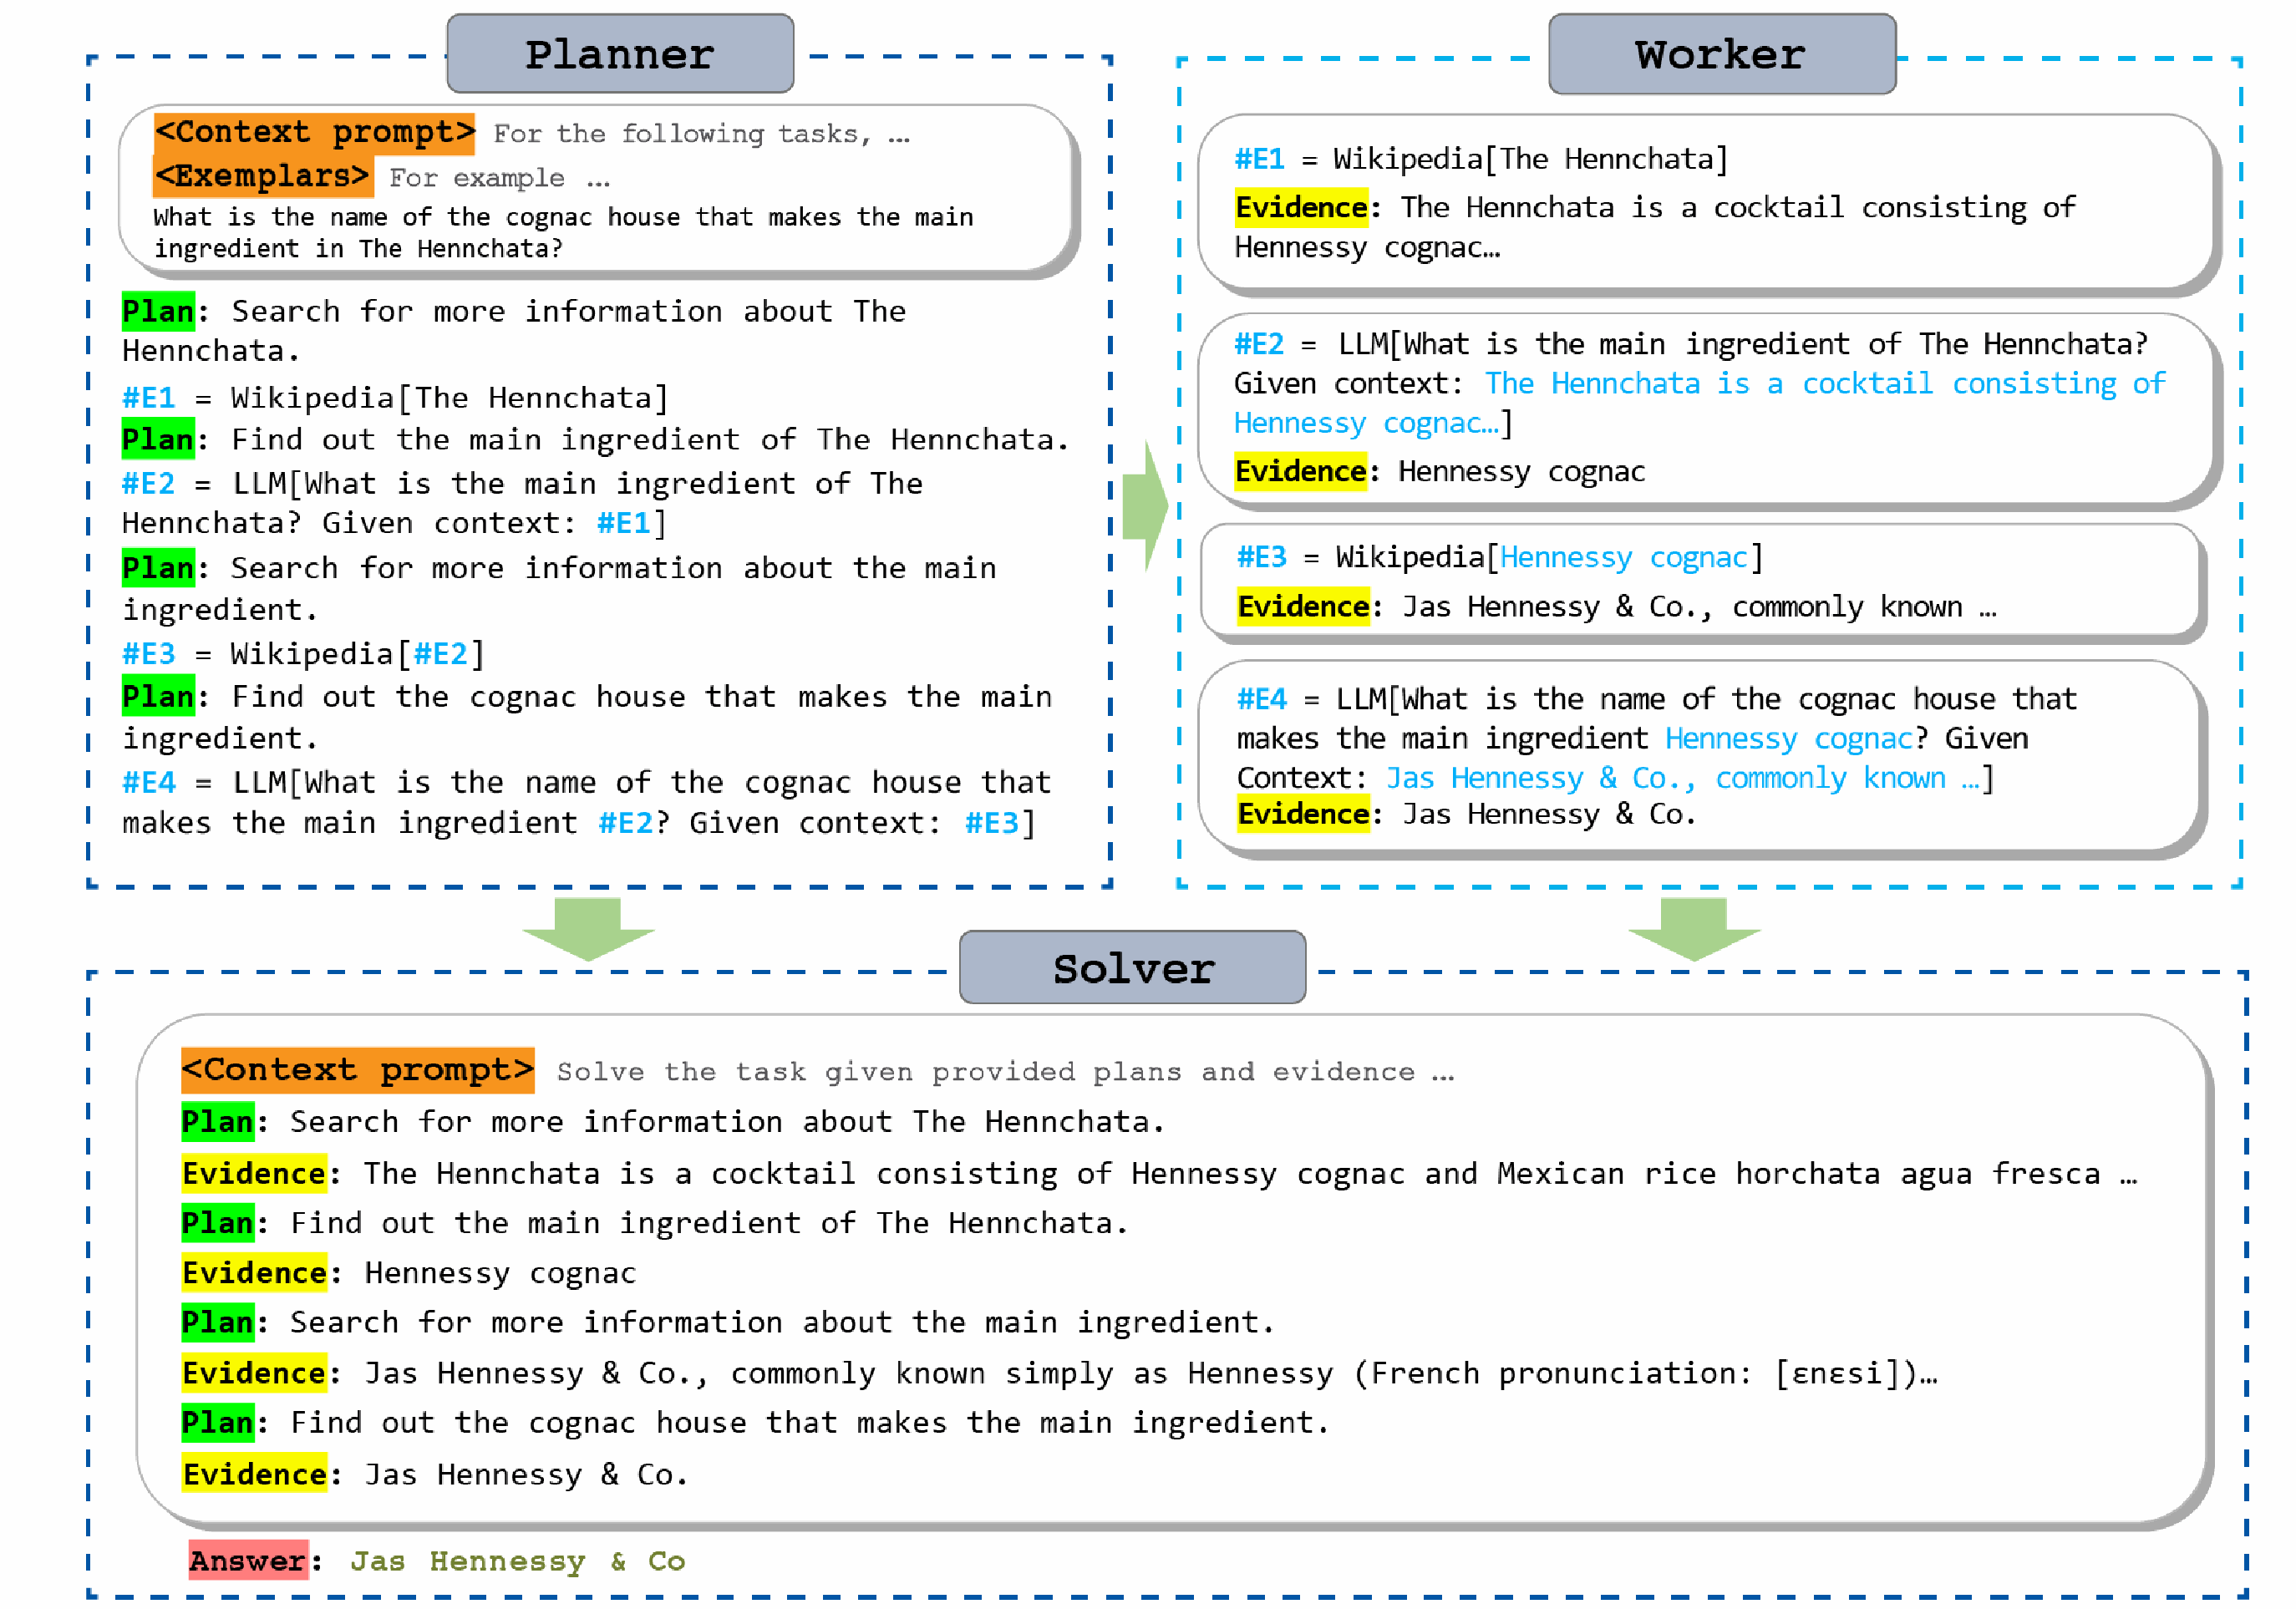 Planner
<Context prompt> For the following tasks, …
<Exemplars> For example …
What is the name of the cognac house that makes the main
ingredient in The Hennchata?
Plan: Search for more information about The
Hennchata.
#E1 = Wikipedia[The Hennchata]
Plan: Find out the main ingredient of The Hennchata.
#E2 = LLM[What is the main ingredient of The
Hennchata? Given context: #E1]
Plan: Search for more information about the main
ingredient.
#E3 = Wikipedia[#E2]
Plan: Find out the cognac house that makes the main
ingredient.
#E4 = LLM[What is the name of the cognac house that
makes the main ingredient #E2? Given context: #E3]
Worker
#E1 = Wikipedia[The Hennchata]
Evidence: The Hennchata is a cocktail consisting of
Hennessy cognac…
#E2 = LLM[What is the main ingredient of The Hennchata?
Given context: The Hennchata is a cocktail consisting of
Hennessy cognac…]
Evidence: Hennessy cognac
#E3 = Wikipedia[Hennessy cognac]
Evidence: Jas Hennessy & Co., commonly known …
#E4 = LLM[What is the name of the cognac house that
makes the main ingredient Hennessy cognac? Given
Context: Jas Hennessy & Co., commonly known …]
Evidence: Jas Hennessy & Co.
Solver
<Context prompt> Solve the task given provided plans and evidence …
Plan: Search for more information about The Hennchata.
Evidence: The Hennchata is a cocktail consisting of Hennessy cognac and Mexican rice horchata agua fresca …
Plan: Find out the main ingredient of The Hennchata.
Evidence: Hennessy cognac
Plan: Search for more information about the main ingredient.
Evidence: Jas Hennessy & Co., commonly known simply as Hennessy (French pronunciation: [ɛnɛsi])…
Plan: Find out the cognac house that makes the main ingredient.
Evidence: Jas Hennessy & Co.
Answer: Jas Hennessy & Co